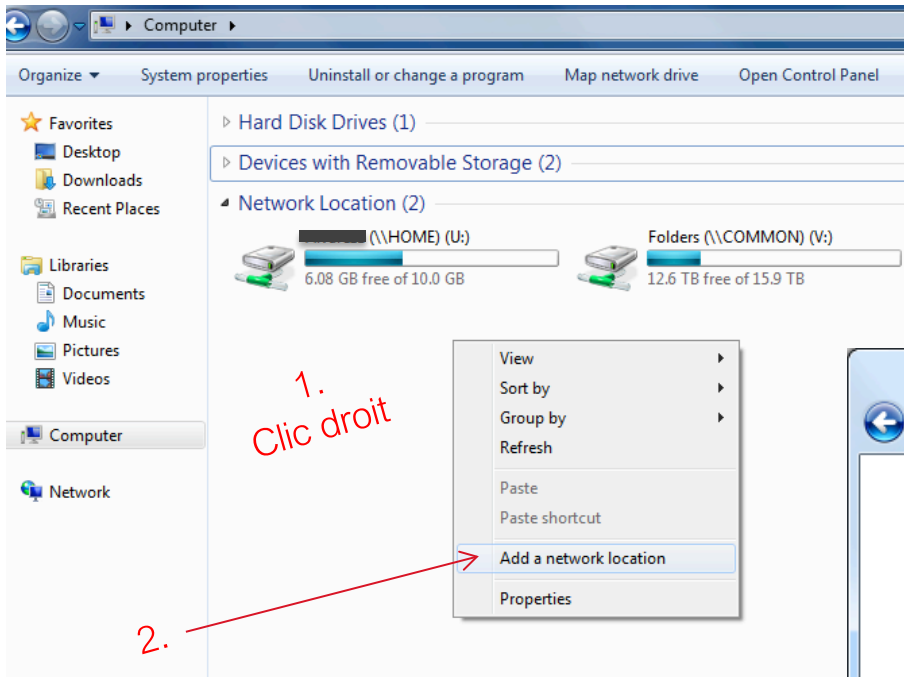 Computer
Organize System properties Uninstall or change a program Map network drive Open Control Panel
Favorites
Desktop
Downloads
Recent Places
Libraries
Documents
Music
Pictures
Videos
Computer
Network
Hard Disk Drives (1)
Devices with Removable Storage (2)
Network Location (2)
(\\HOME) (U:)
6.08 GB free of 10.0 GB
Folders (\\COMMON) (V:)
12.6 TB free of 15.9 TB
1.
Clic droit
View
Sort by
Group by
Refresh
Paste
Paste shortcut
Add a network location
Properties
2.